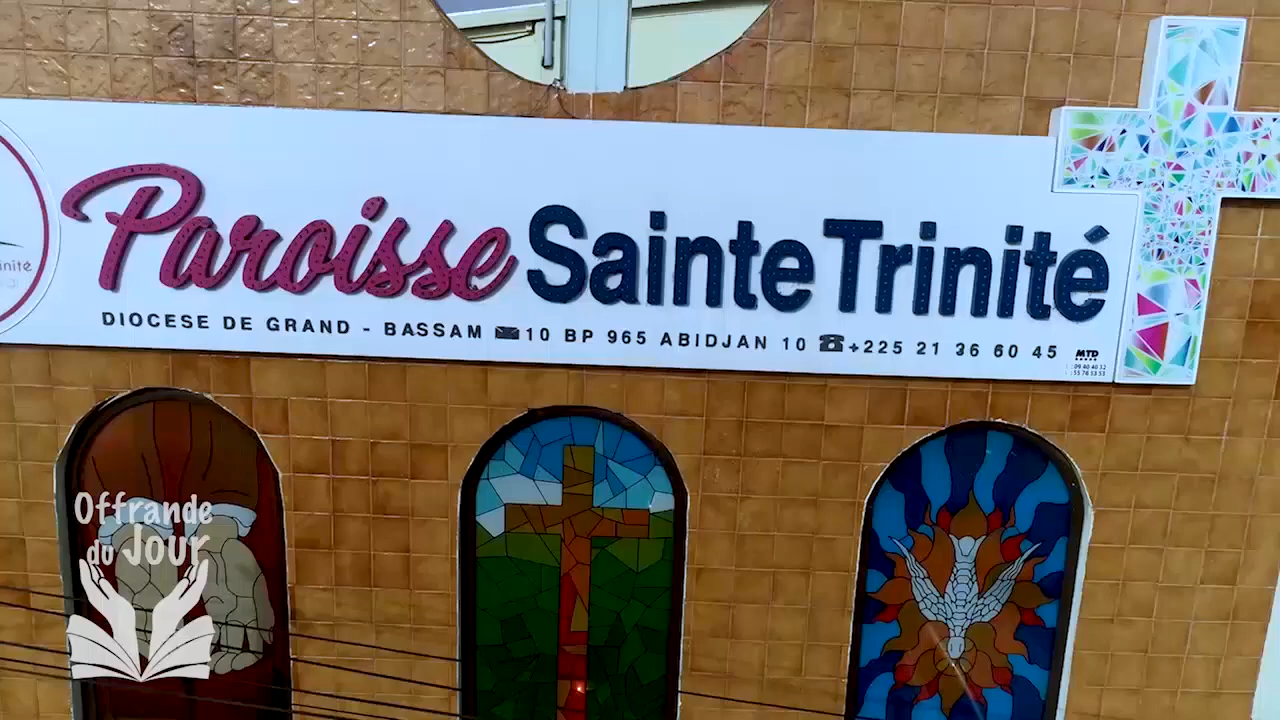 Paroisse Sainte Trinité
DIOCESE DE GRAND - BASSAM 10 BP 965 ABIDJAN 10 +225 21 36 60 45
MTD
Offrande
du Jour